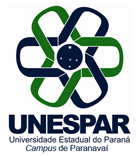 UNESPAR
Universidade Estadual do Paraná
Campus de Paranavaí